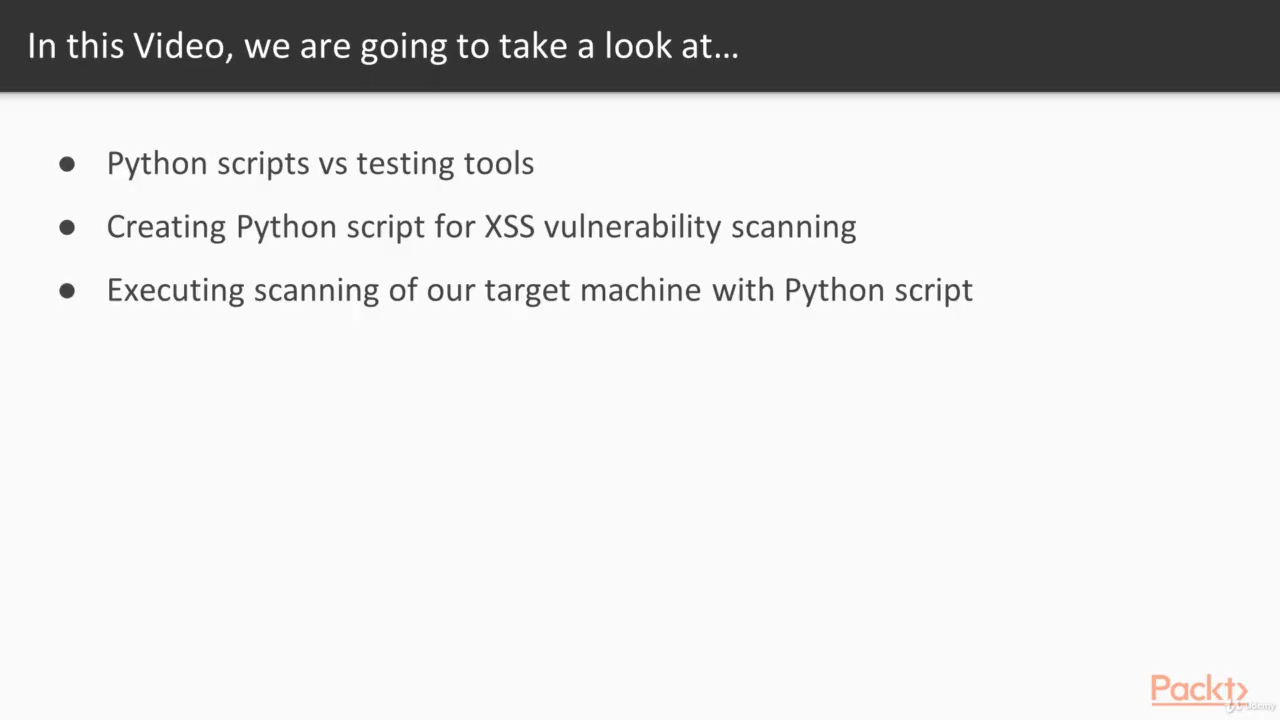 In this Video, we are going to take a look at...
● Python scripts vs testing tools
● Creating Python script for XSS vulnerability scanning
● Executing scanning of our target machine with Python script
Packt>
Udemy